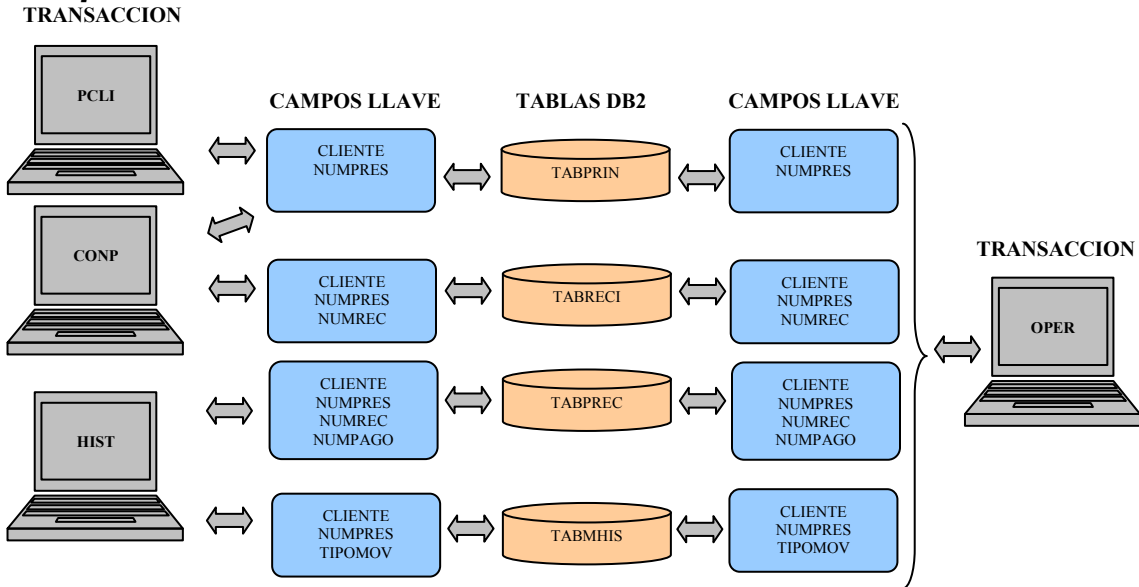 TRANSACCION
PCLI
CAMPOS LLAVE
TABLAS DB2
CAMPOS LLAVE
CLIENTE
NUMPRES
TABPRIN
CLIENTE
NUMPRES
CONP
CLIENTE
NUMPRES
NUMREC
TABRECI
CLIENTE
NUMPRES
NUMREC
TRANSACCION
OPER
HIST
CLIENTE
NUMPRES
NUMREC
NUMPAGO
TABPREC
CLIENTE
NUMPRES
NUMREC
NUMPAGO
CLIENTE
NUMPRES
TIPOMOV
TABMHIS
CLIENTE
NUMPRES
TIPOMOV